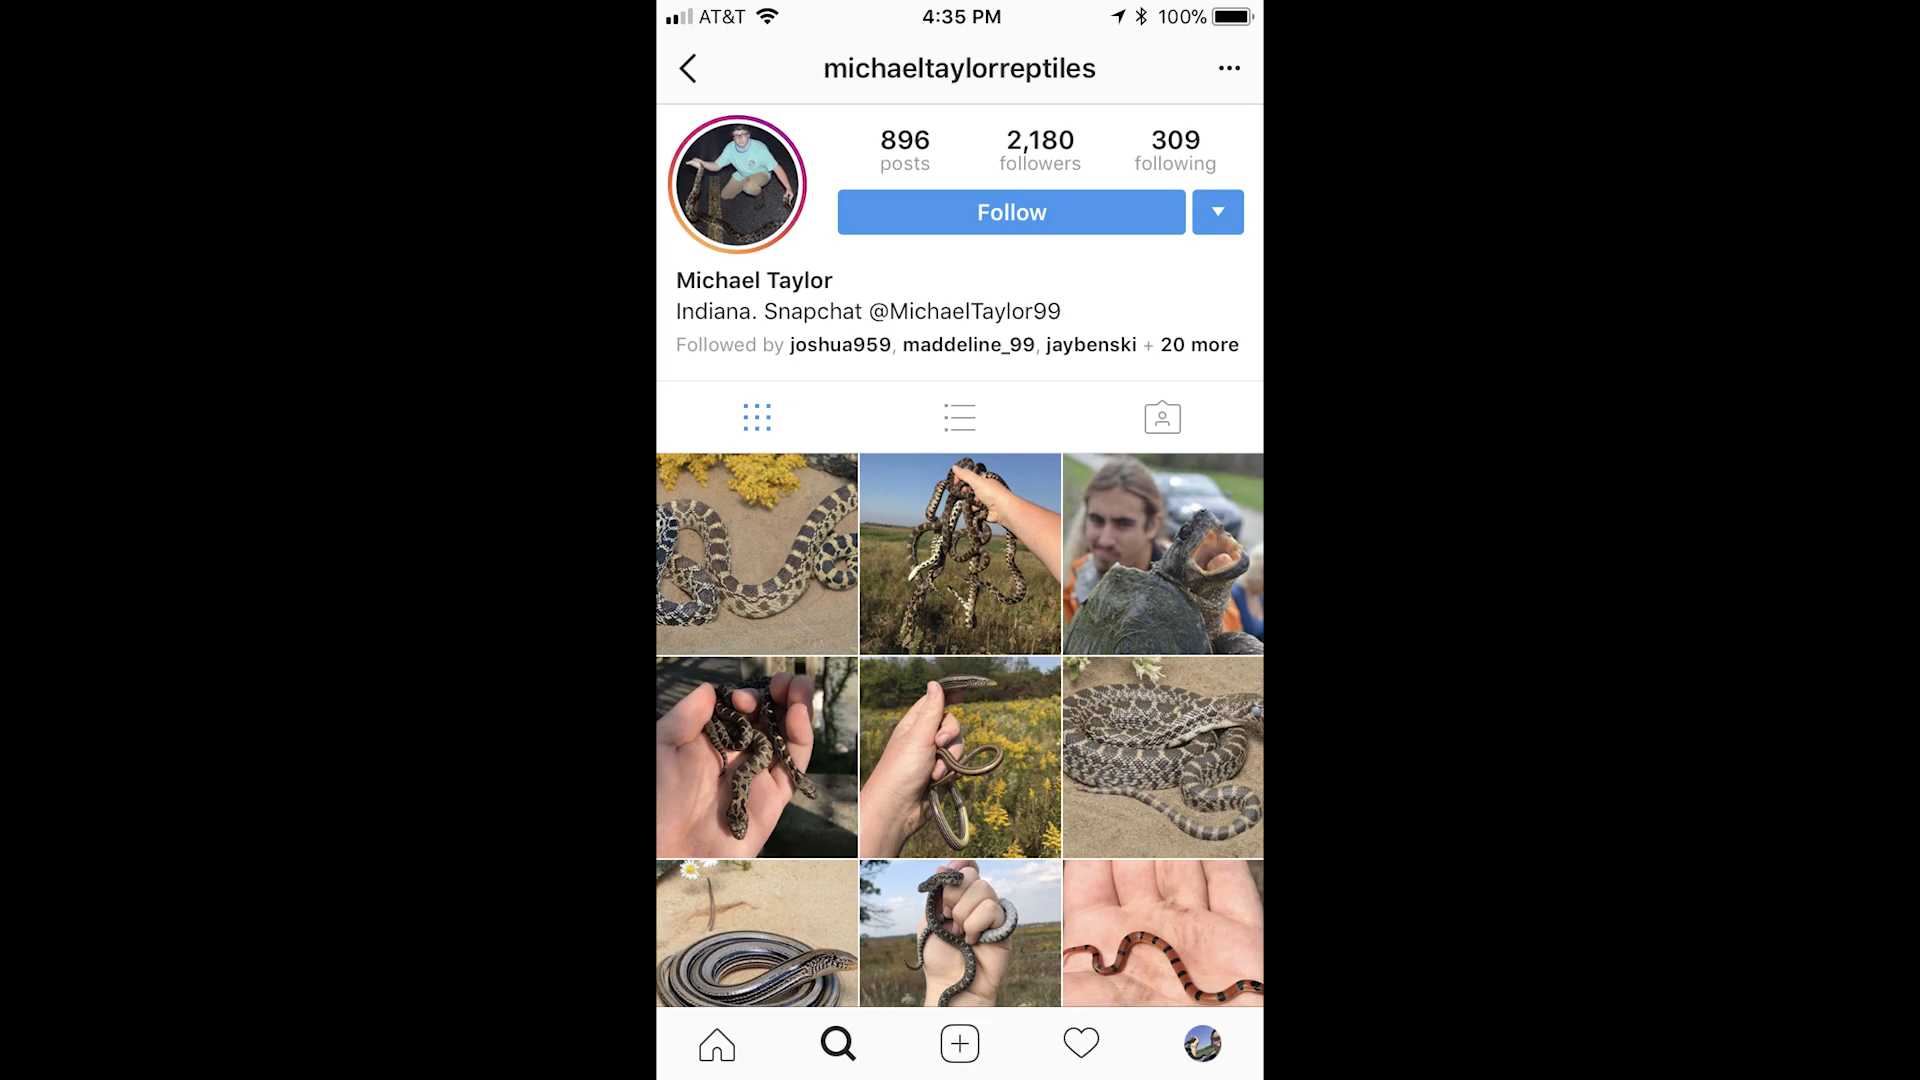 AT&T 4:35 PM 100%
michaeltaylorreptiles
896 2,180 309
posts followers following
Follow
Michael Taylor
Indiana. Snapchat @MichaelTaylor99
Followed by joshua959, maddeline_99, jaybenski + 20 more